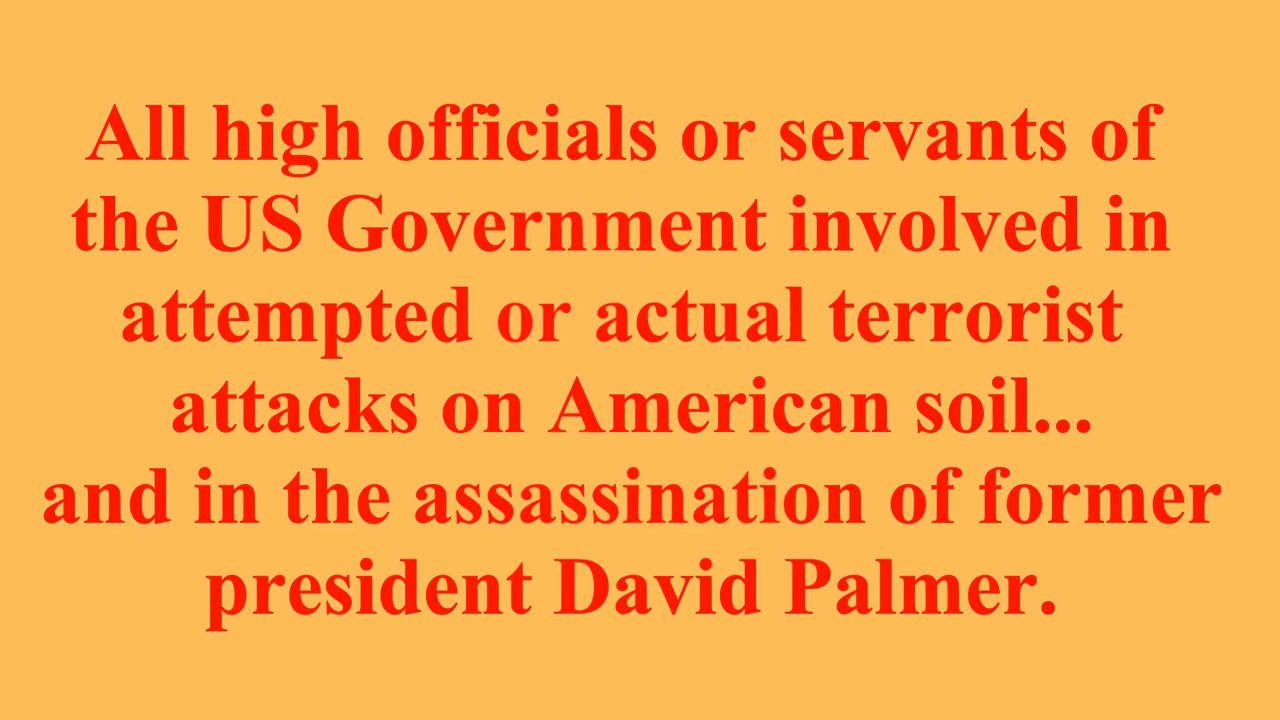 All high officials or servants of
the US Government involved in
attempted or actual terrorist
attacks on American soil...
and in the assassination of former
president David Palmer.